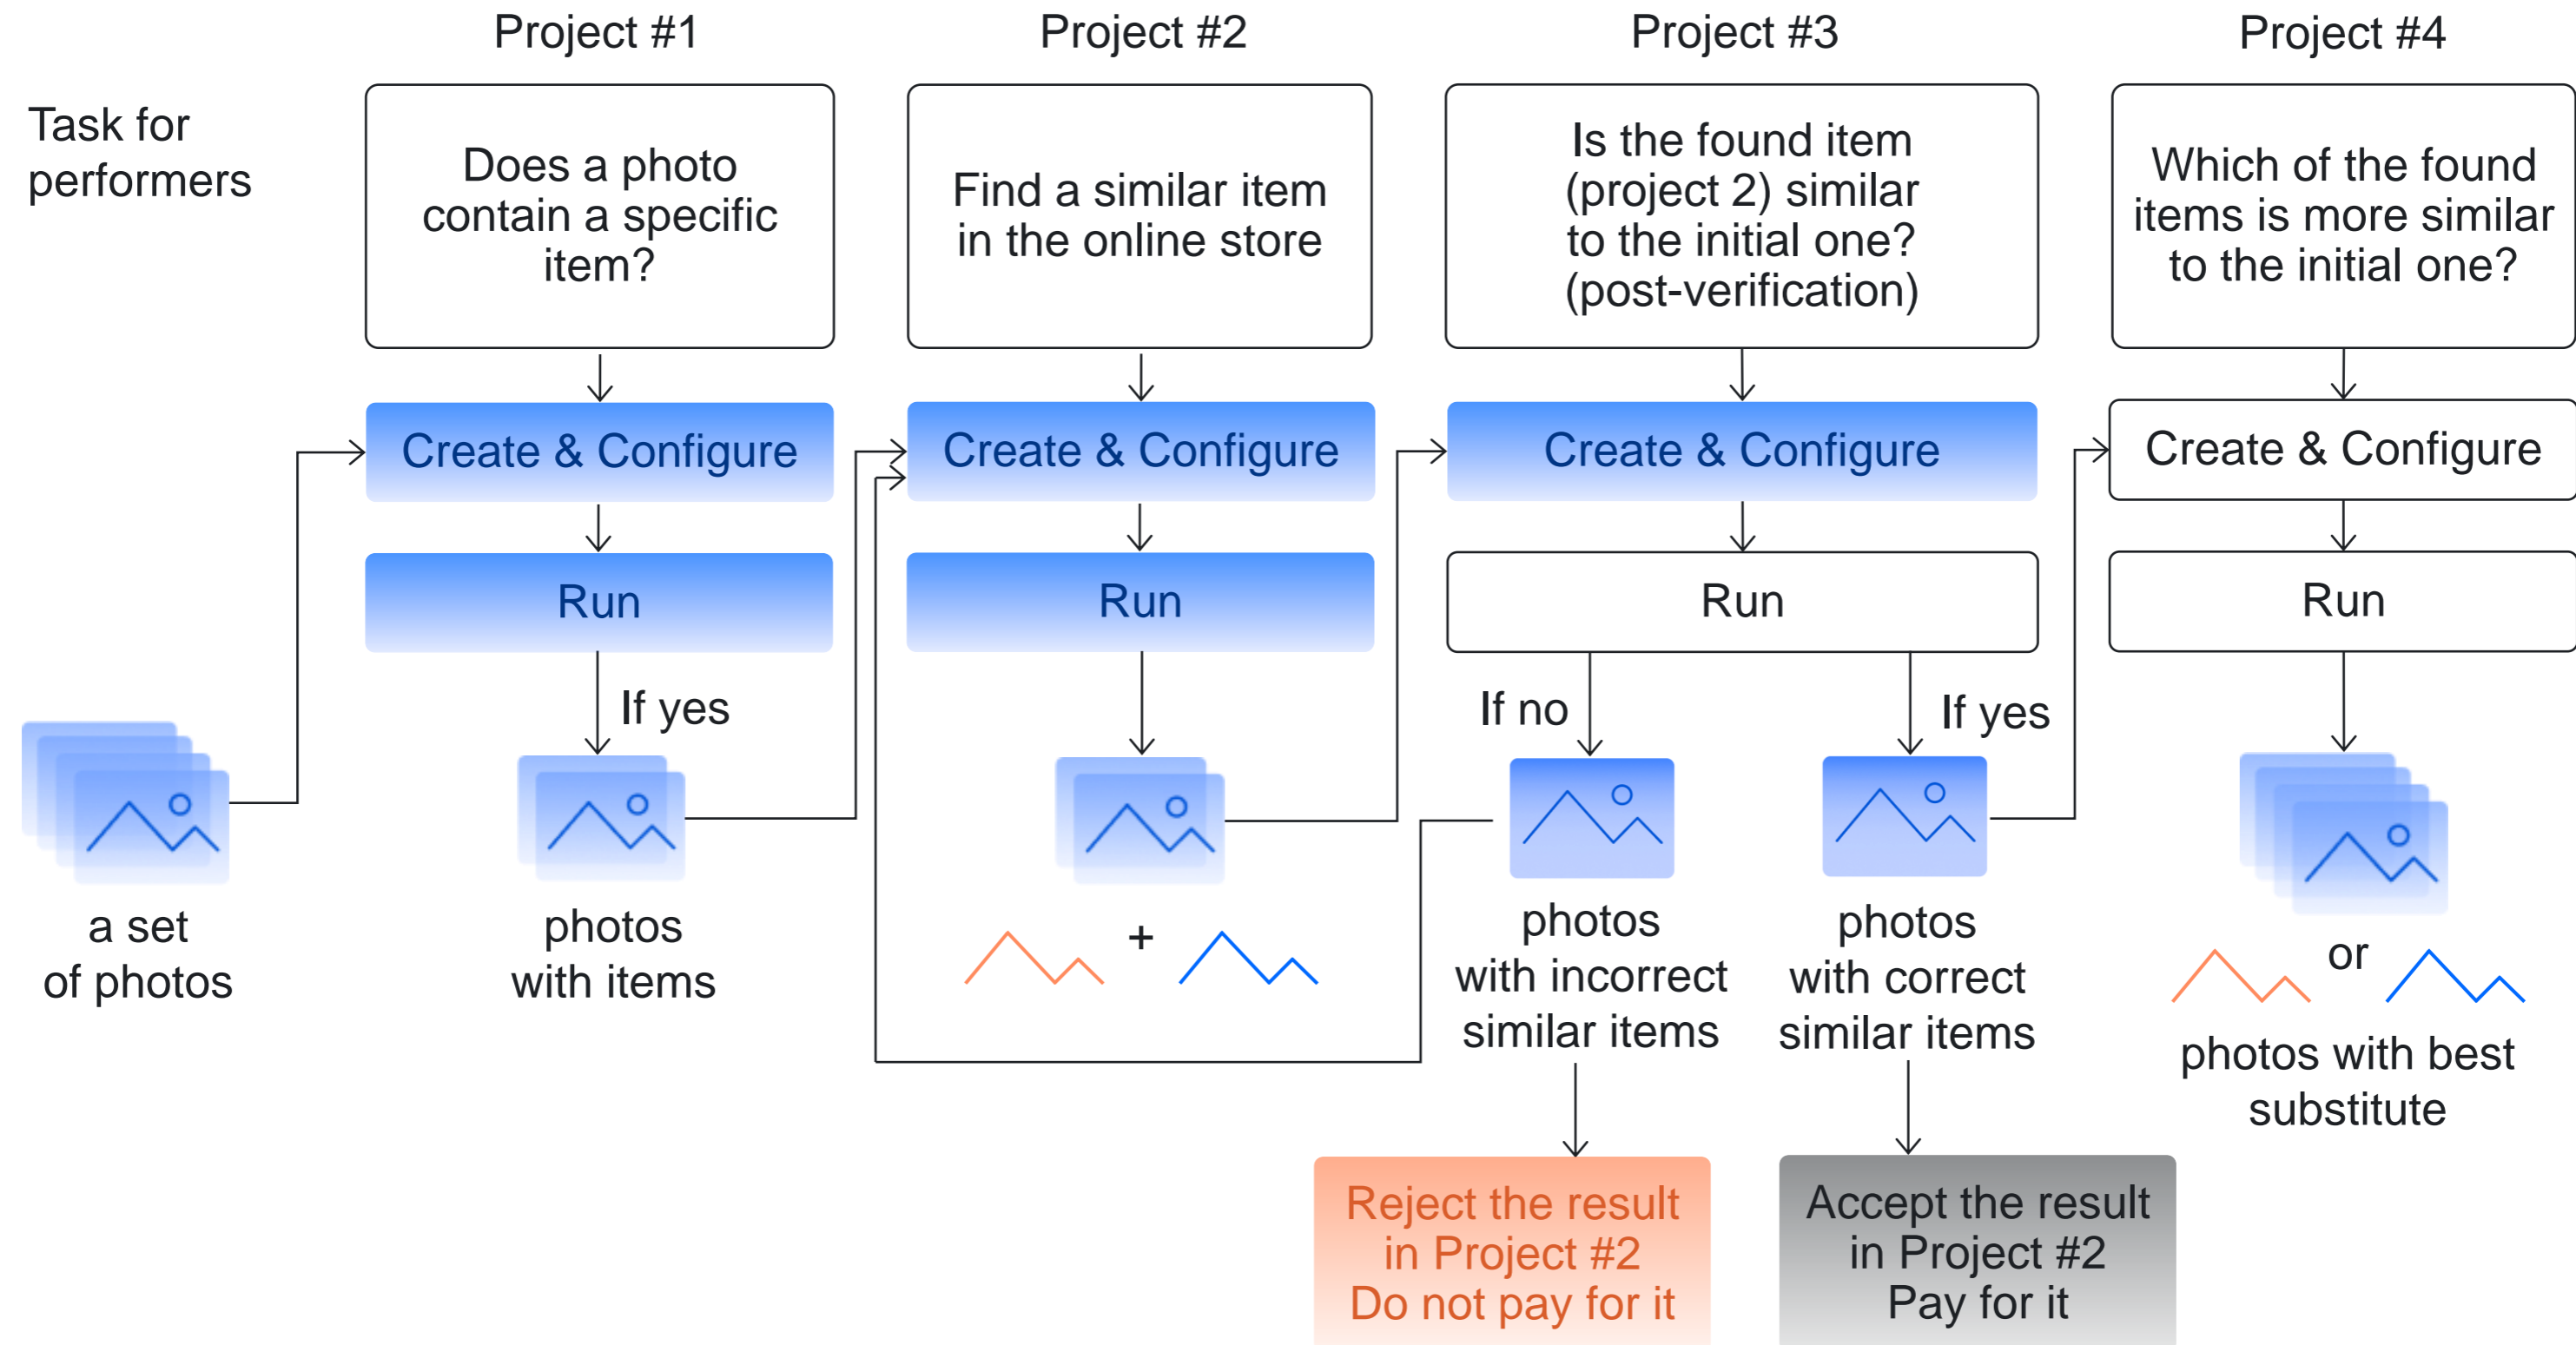 Project #1
Project #2
Project #3
Project #4
Task for
performers
Does a photo
contain a specific
item?
Find a similar item
in the online store
Is the found item
(project 2) similar
to the initial one?
(post-verification)
Which of the found
items is more similar
to the initial one?
Create & Configure
Create & Configure
Create & Configure
Create & Configure
Run
Run
Run
Run
If yes
If no
If yes
a set
of photos
photos
with items
+
photos
with incorrect
similar items
photos
with correct
similar items
or
photos with best
substitute
Reject the result
in Project #2
Do not pay for it
Accept the result
in Project #2
Pay for it